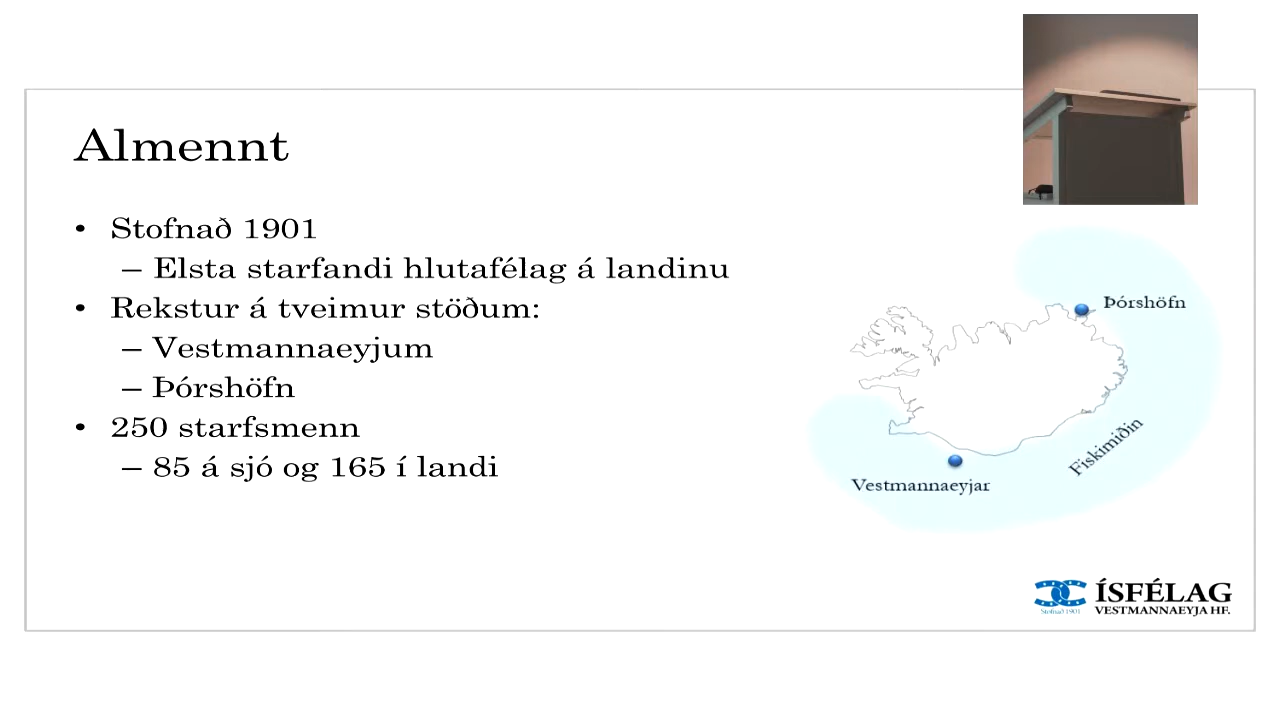 Almennt
• Stofnað 1901
– Elsta starfandi hlutafélag á landinu
• Rekstur á tveimur stöðum:
– Vestmannaeyjum
– Þórshöfn
• 250 starfsmenn
– 85 á sjó og 165 í landi
Þórshöfn
Fiskimiðin
Vestmannaeyjar
ÍSFÉLAG
VESTMANNAEYJA HF.
Stofnað 1901